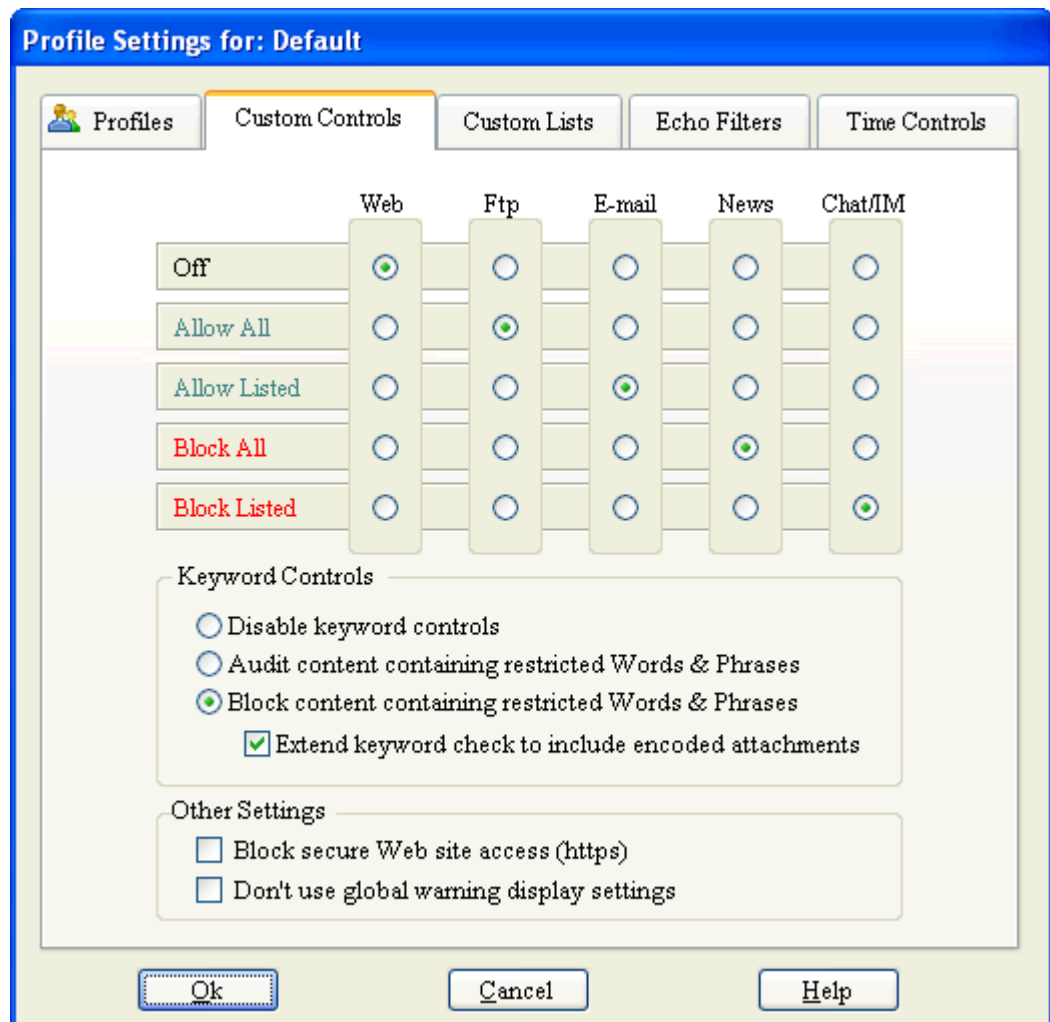 Profile Settings for: Default
Profiles Custom Controls Custom Lists Echo Filters Time Controls
Web Ftp E-mail News Chat/IM
Off
Allow All
Allow Listed
Block All
Block Listed
Keyword Controls
Disable keyword controls
Audit content containing restricted Words & Phrases
Block content containing restricted Words & Phrases
Extend keyword check to include encoded attachments
Other Settings
Block secure Web site access (https)
Don't use global warning display settings
Ok Cancel Help